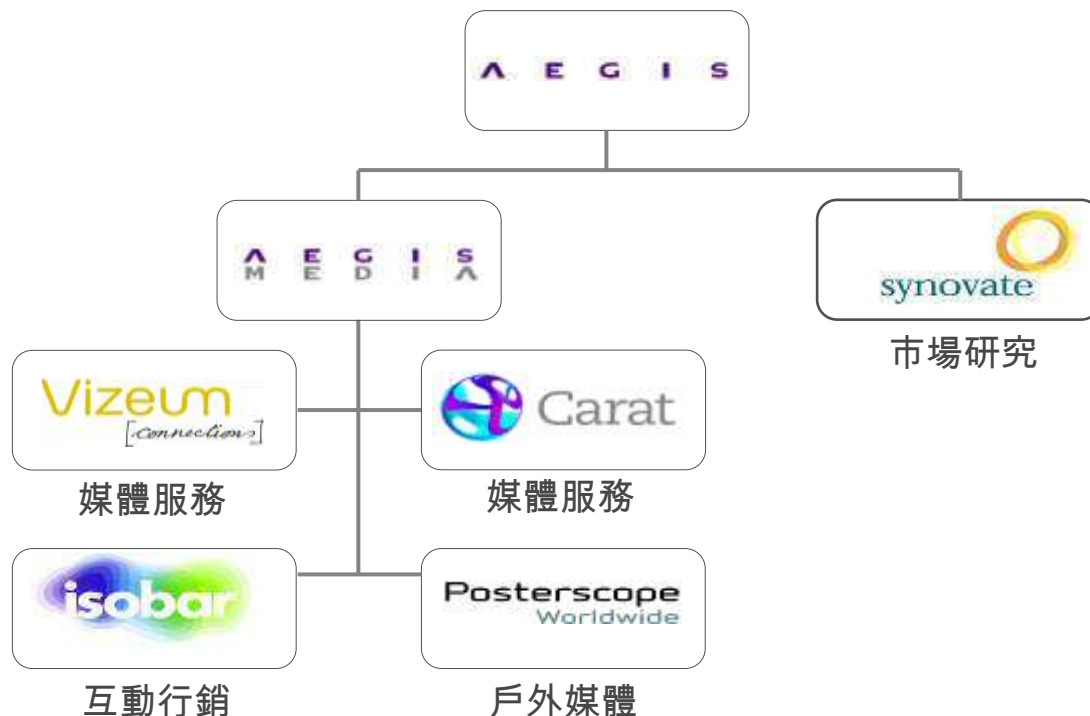 AEGIS
AEGIS
MEDIA
synovate
市場研究
Vizeum
[connections]
Carat
媒體服務
媒體服務
isobar
Posterscope
Worldwide
互動行銷
戶外媒體